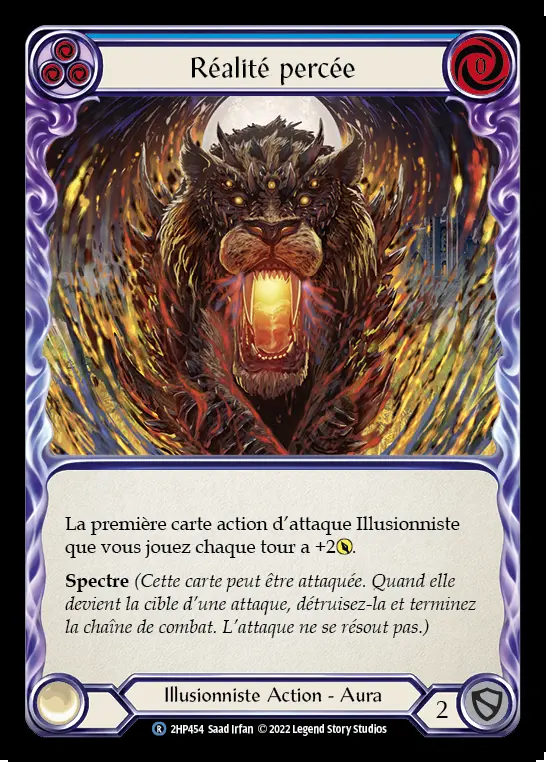 Réalité percée
0
La première carte action d’attaque Illusionniste
que vous jouez chaque tour a +2.
Spectre (Cette carte peut être attaquée. Quand elle
devient la cible d’une attaque, détruisez-la et terminez
la chaîne de combat. L’attaque ne se résout pas.)
Illusionniste Action - Aura
2
R 2HP454 Saad Irfan © 2022 Legend Story Studios